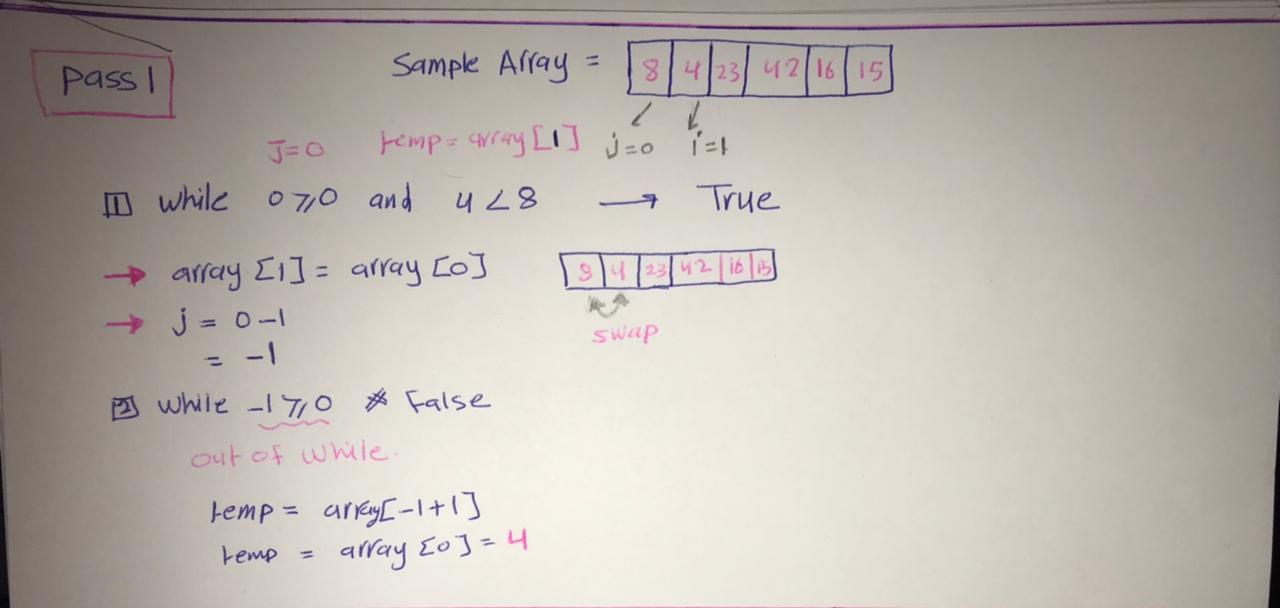 Pass 1
Sample Array = 8 4 23 42 16 15
J=0 temp = array [1] j=0 i=1
1 while 0 ⩾ 0 and 4 < 8 → True
→ array [1] = array [0] 8 4 23 42 16 15
→ j = 0 -1
swap
= -1
2 while -1 ⩾ 0 * False
out of while.
temp = array[-1+1]
temp = array [0] = 4